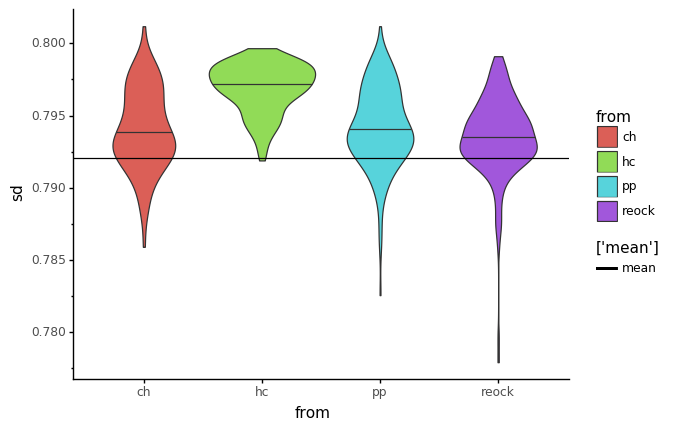 0.800
0.795
0.790
0.785
0.780
sd
ch
hc
pp
reock
from
from
ch
hc
pp
reock
['mean']
mean